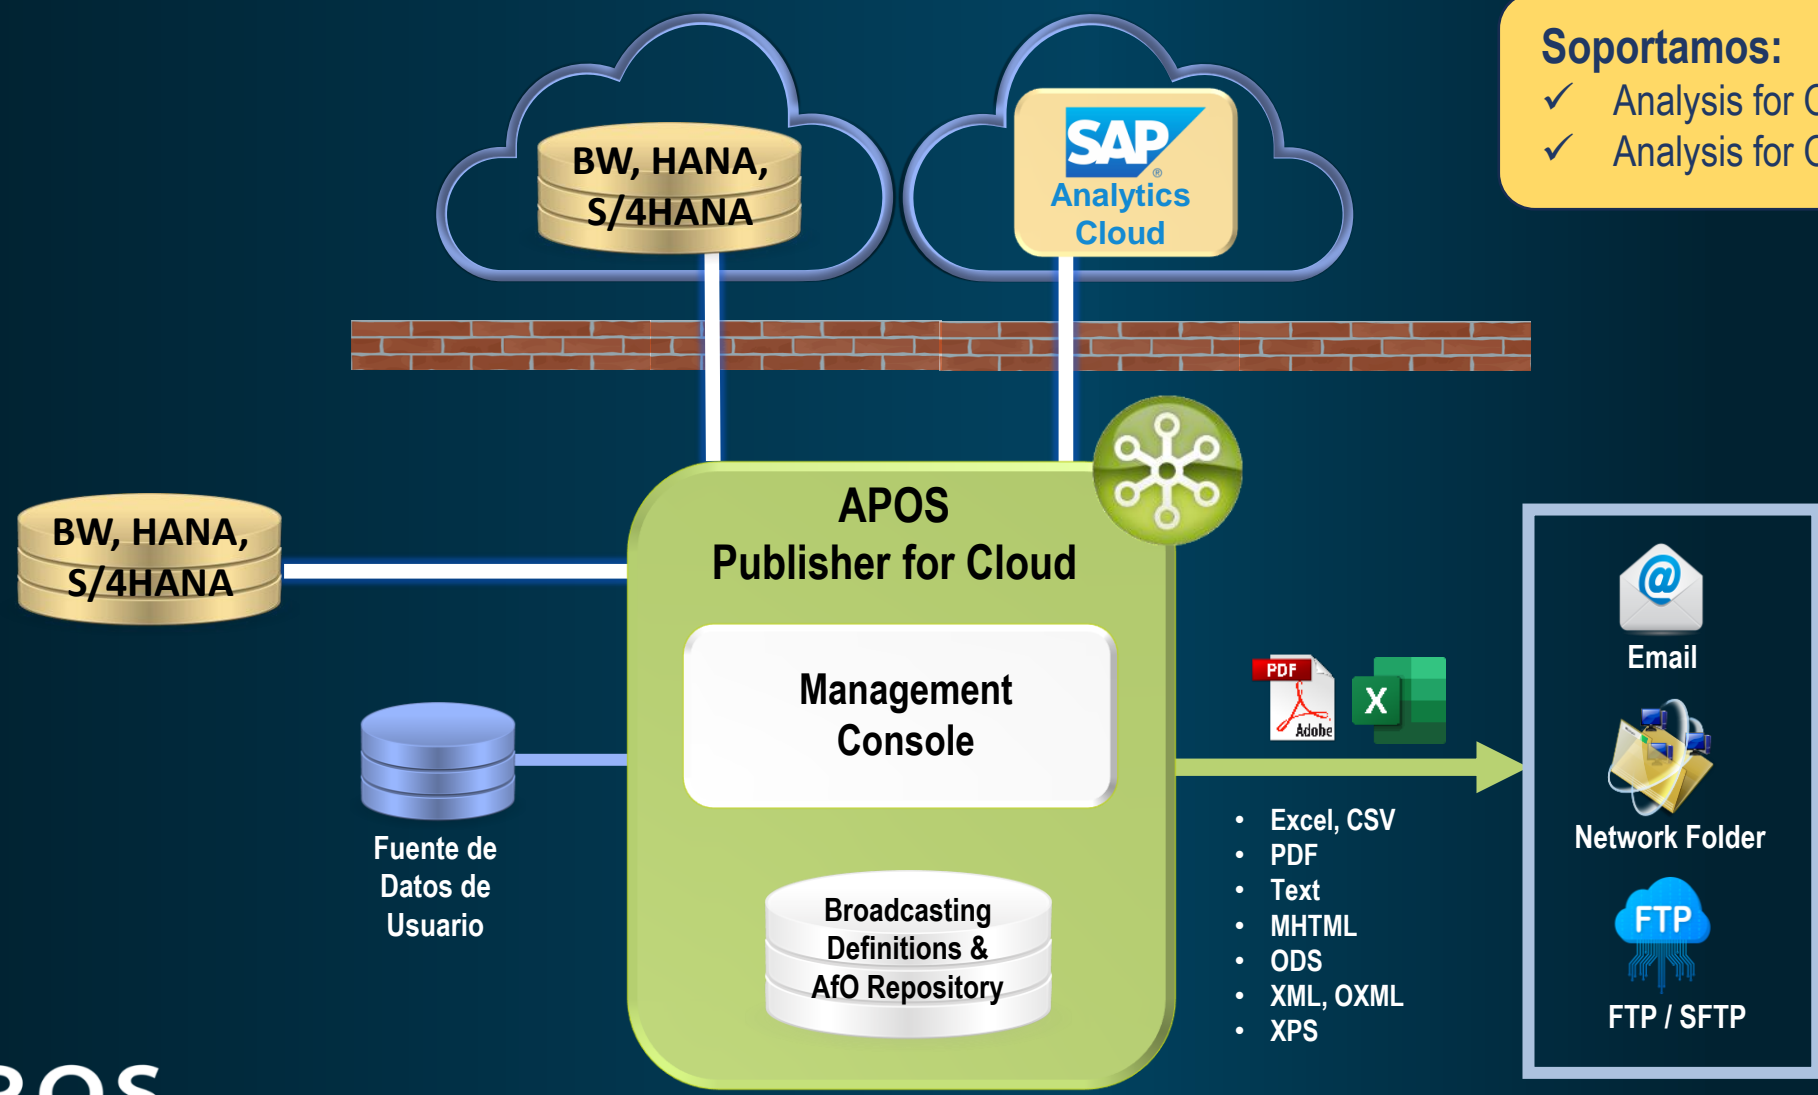 Soportamos:
✓ Analysis for
✓ Analysis for
BW, HANA,
S/4HANA
SAP
®
Analytics
Cloud
APOS
Publisher for Cloud
BW, HANA,
S/4HANA
Management
Console
Fuente de
Datos de
Usuario
Broadcasting
Definitions &
AfO Repository
PDF
Adobe
X
• Excel, CSV
• PDF
• Text
• MHTML
• ODS
• XML, OXML
• XPS
@
Email
Network Folder
FTP
FTP / SFTP